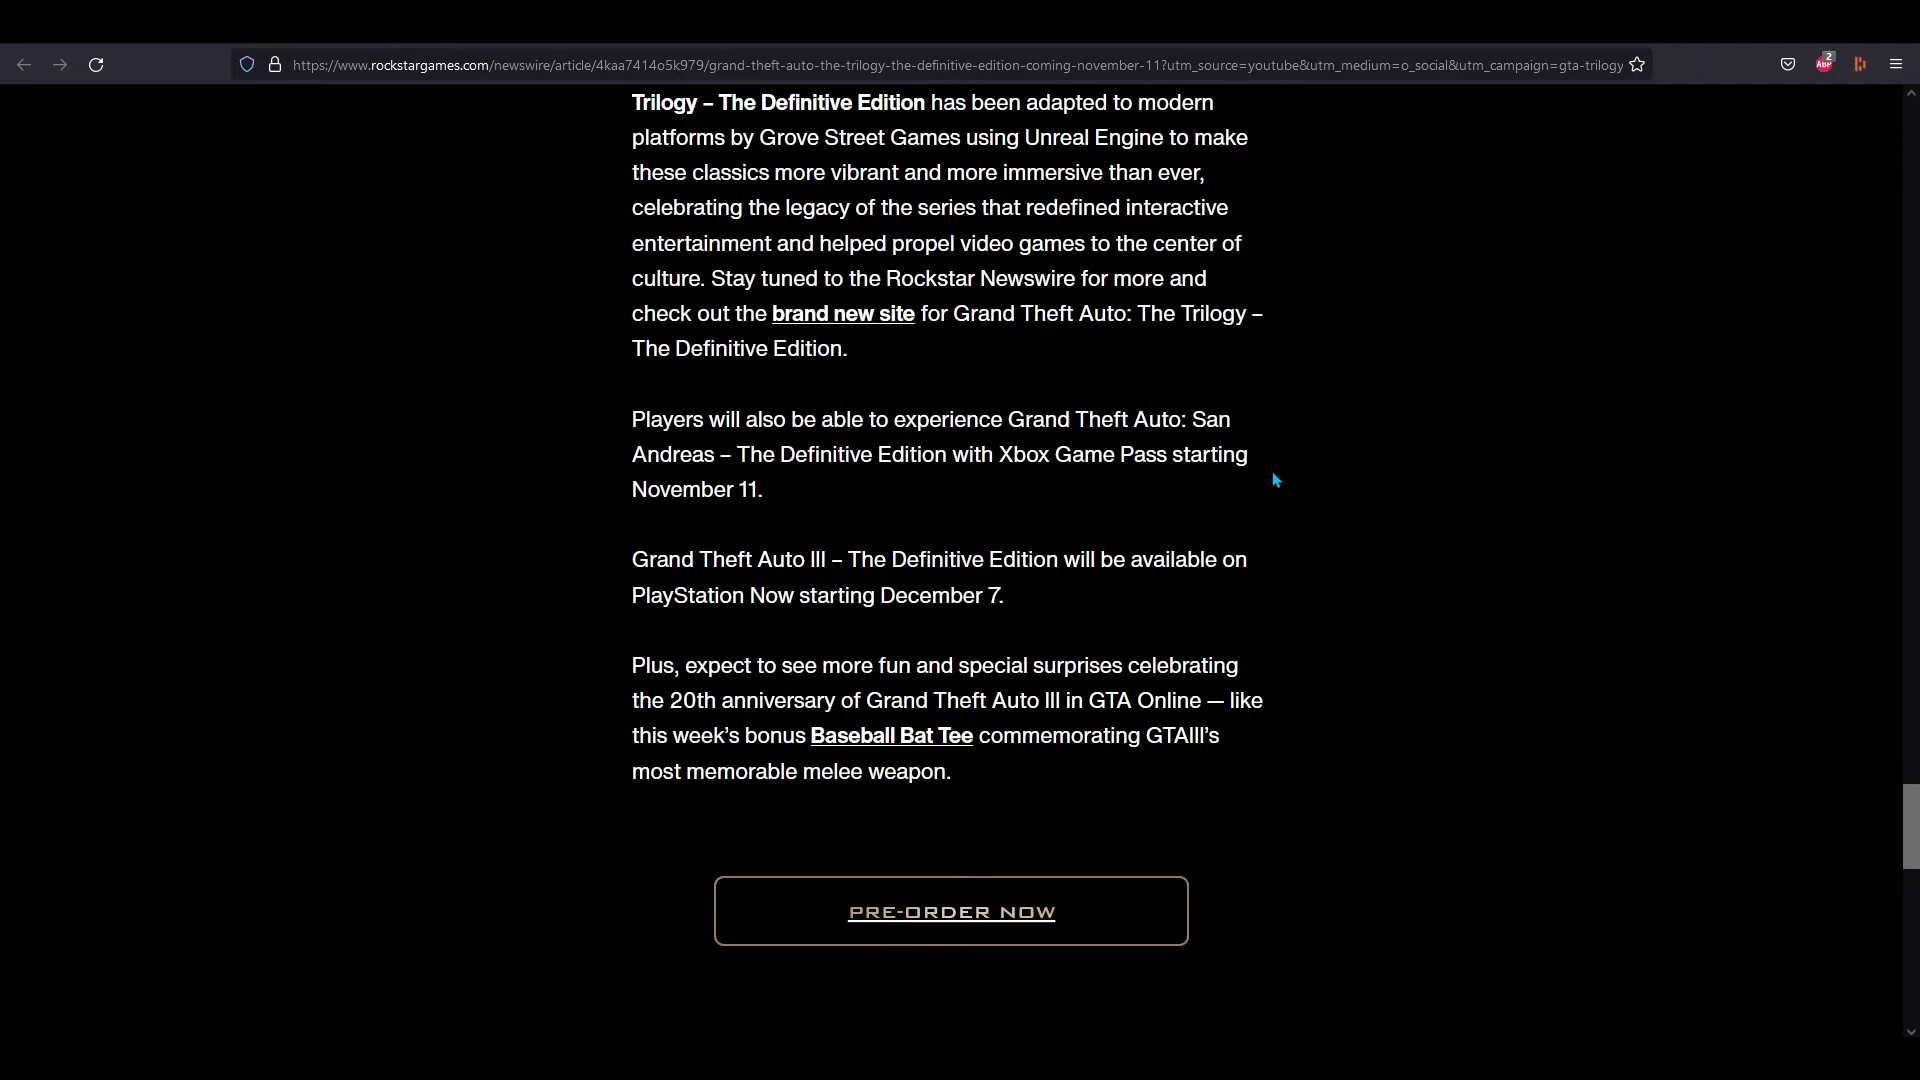 https://www.rockstargames.com/newswire/article/4kaa7414o5k979/grand-theft-auto-the-trilogy-the-definitive-edition-coming-november-11?utm_source=youtube&utm_medium=o_social&utm_campaign=gta-trilogy
2
ABP
Trilogy – The Definitive Edition has been adapted to modern
platforms by Grove Street Games using Unreal Engine to make
these classics more vibrant and more immersive than ever,
celebrating the legacy of the series that redefined interactive
entertainment and helped propel video games to the center of
culture. Stay tuned to the Rockstar Newswire for more and
check out the brand new site for Grand Theft Auto: The Trilogy –
The Definitive Edition.
Players will also be able to experience Grand Theft Auto: San
Andreas – The Definitive Edition with Xbox Game Pass starting
November 11.
Grand Theft Auto III – The Definitive Edition will be available on
PlayStation Now starting December 7.
Plus, expect to see more fun and special surprises celebrating
the 20th anniversary of Grand Theft Auto III in GTA Online — like
this week’s bonus Baseball Bat Tee commemorating GTAIII’s
most memorable melee weapon.
PRE-ORDER NOW